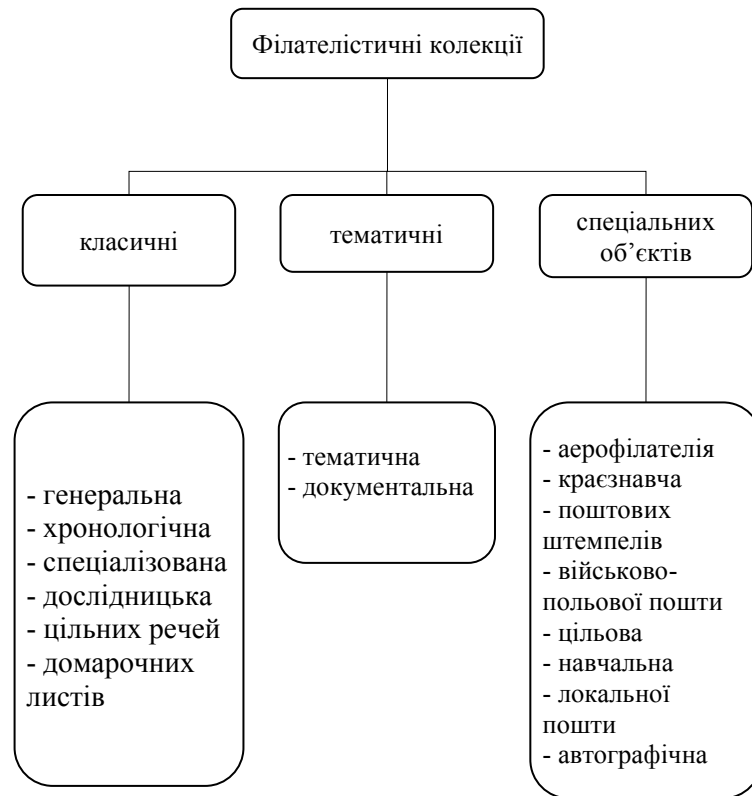 Філателістичні колекції
класичні
тематичні
спеціальних
об’єктів
- генеральна
- хронологічна
- спеціалізована
- дослідницька
- цільних речей
- домарочних
листів
- тематична
- документальна
- аерофілателія
- краєзнавча
- поштових
штемпелів
- військово-
польової пошти
- цільова
- навчальна
- локальної
пошти
- автографічна